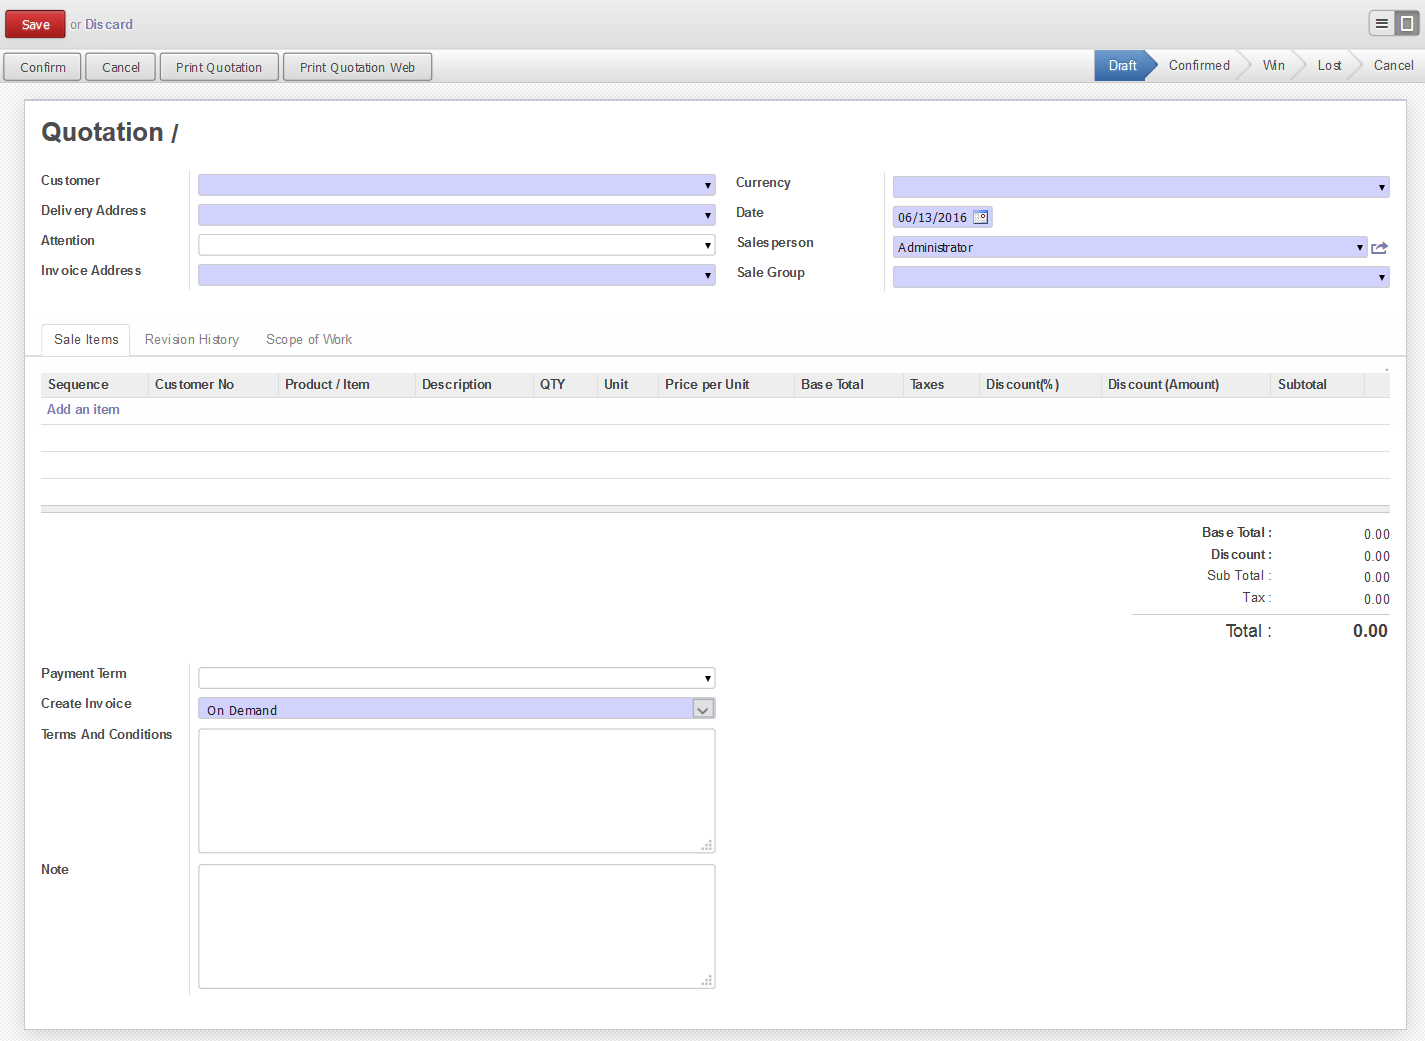 Save or Discard
Confirm Cancel Print Quotation Print Quotation Web Draft Confirmed Win Lost Cancel
Quotation /
Customer
Delivery Address
Attention
Invoice Address
Currency
Date 06/13/2016
Salesperson Administrator
Sale Group
Sale Items Revision History Scope of Work
Sequence Customer No Product / Item Description QTY Unit Price per Unit Base Total Taxes Discount(%) Discount (Amount) Subtotal
Add an item
Base Total : 0.00
Discount : 0.00
Sub Total : 0.00
Tax : 0.00
Total : 0.00
Payment Term
Create Invoice On Demand
Terms And Conditions
Note